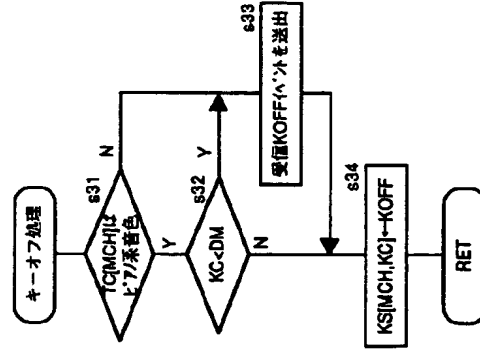 キーオフ処理
s31
TC[MCH]は
ピアノ系音色
N
Y
s32
KC<DM
Y
N
s33
受信KOFFイベントを送出
s34
KS[MCH,KC]←KOFF
RET